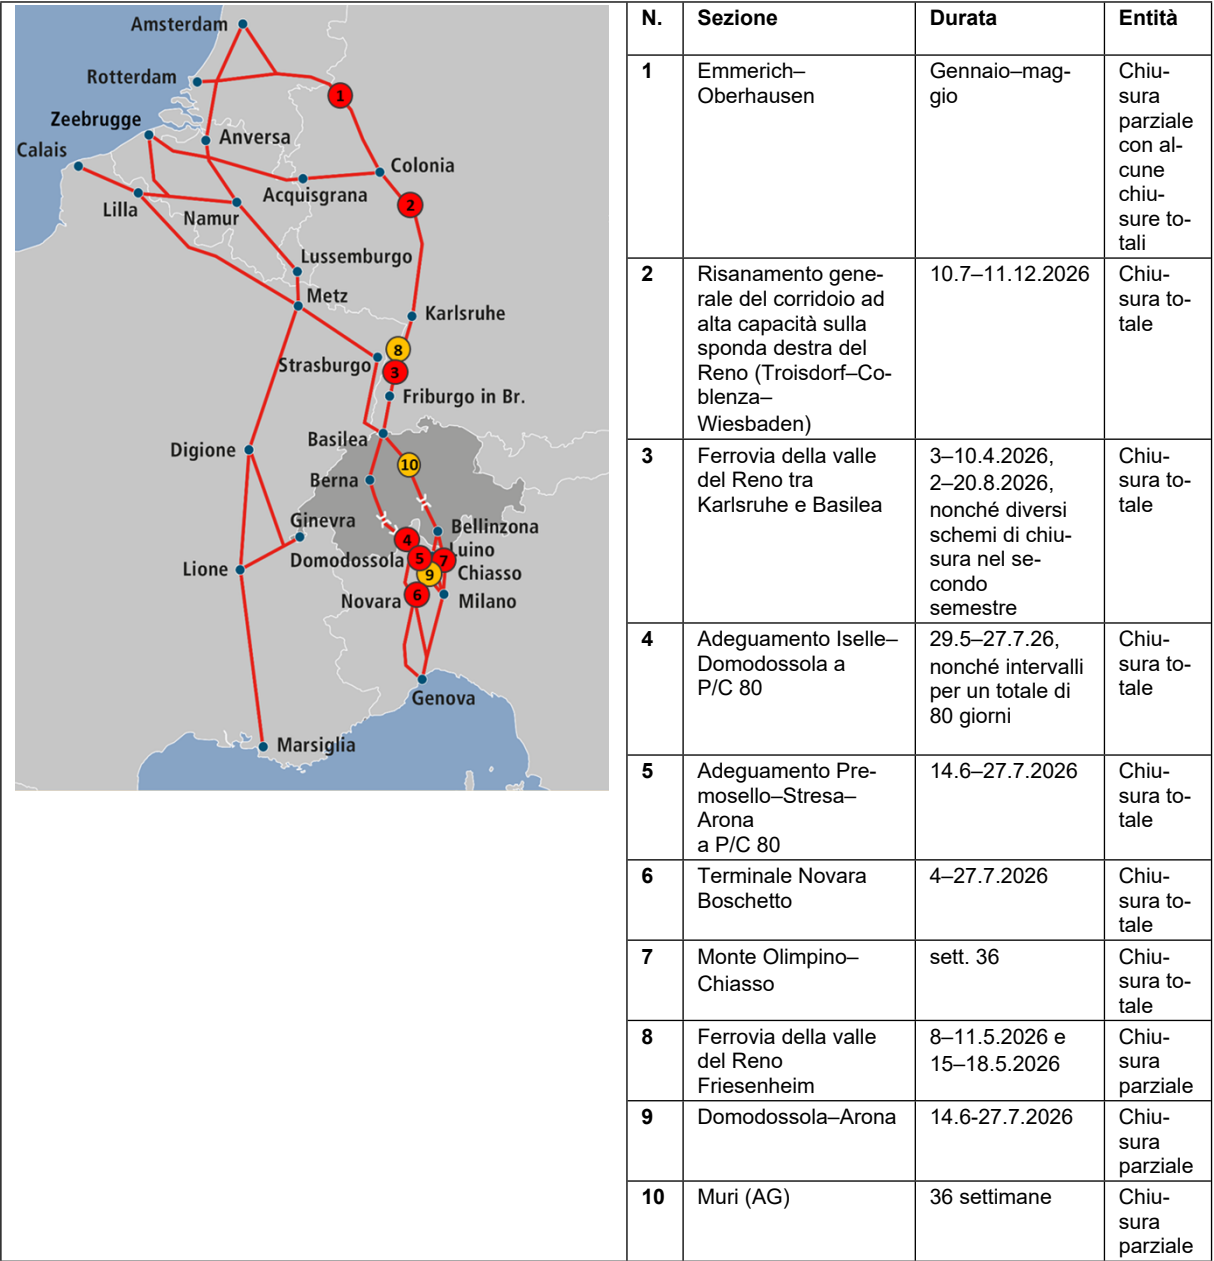 Amsterdam
Rotterdam
1
Zeebrugge
Anversa
Calais
Colonia
Acquisgrana
2
Lilla
Namur
Lussemburgo
Metz
Karlsruhe
8
Strasburgo
3
Friburgo in Br.
Basilea
Digione
10
Berna
Ginevra
Bellinzona
4
Luino
Domodossola
5
7
Lione
9
Chiasso
Novara
6
Milano
Genova
Marsiglia
N.
Sezione
Durata
Entità
1
Emmerich–
Oberhausen
Gennaio–mag-
gio
Chiu-
sura
parziale
con al-
cune
chiu-
sure to-
tali
2
Risanamento gene-
rale del corridoio ad
alta capacità sulla
sponda destra del
Reno (Troisdorf–Co-
blenza–
Wiesbaden)
10.7–11.12.2026
Chiu-
sura to-
tale
3
Ferrovia della valle
del Reno tra
Karlsruhe e Basilea
3–10.4.2026,
2–20.8.2026,
nonché diversi
schemi di chiu-
sura nel se-
condo
semestre
Chiu-
sura to-
tale
4
Adeguamento Iselle–
Domodossola a
P/C 80
29.5–27.7.26,
nonché intervalli
per un totale di
80 giorni
Chiu-
sura to-
tale
5
Adeguamento Pre-
mosello–Stresa–
Arona
a P/C 80
14.6–27.7.2026
Chiu-
sura to-
tale
6
Terminale Novara
Boschetto
4–27.7.2026
Chiu-
sura to-
tale
7
Monte Olimpino–
Chiasso
sett. 36
Chiu-
sura to-
tale
8
Ferrovia della valle
del Reno
Friesenheim
8–11.5.2026 e
15–18.5.2026
Chiu-
sura
parziale
9
Domodossola–Arona
14.6-27.7.2026
Chiu-
sura
parziale
10
Muri (AG)
36 settimane
Chiu-
sura
parziale